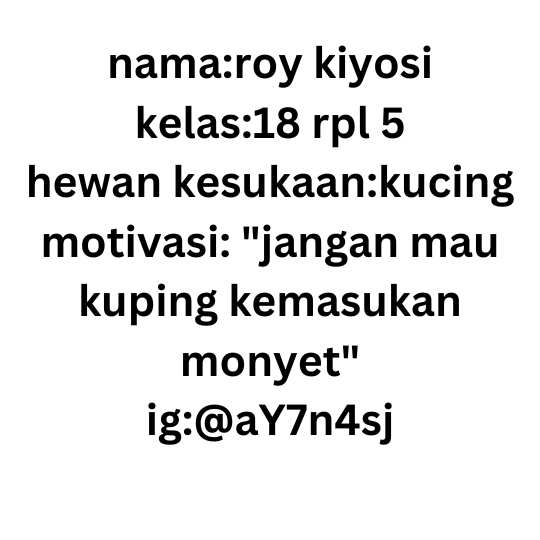 nama:roy kiyosi
kelas:18 rpl 5
hewan kesukaan:kucing
motivasi: "jangan mau
kuping kemasukan
monyet"
ig:@aY7n4sj